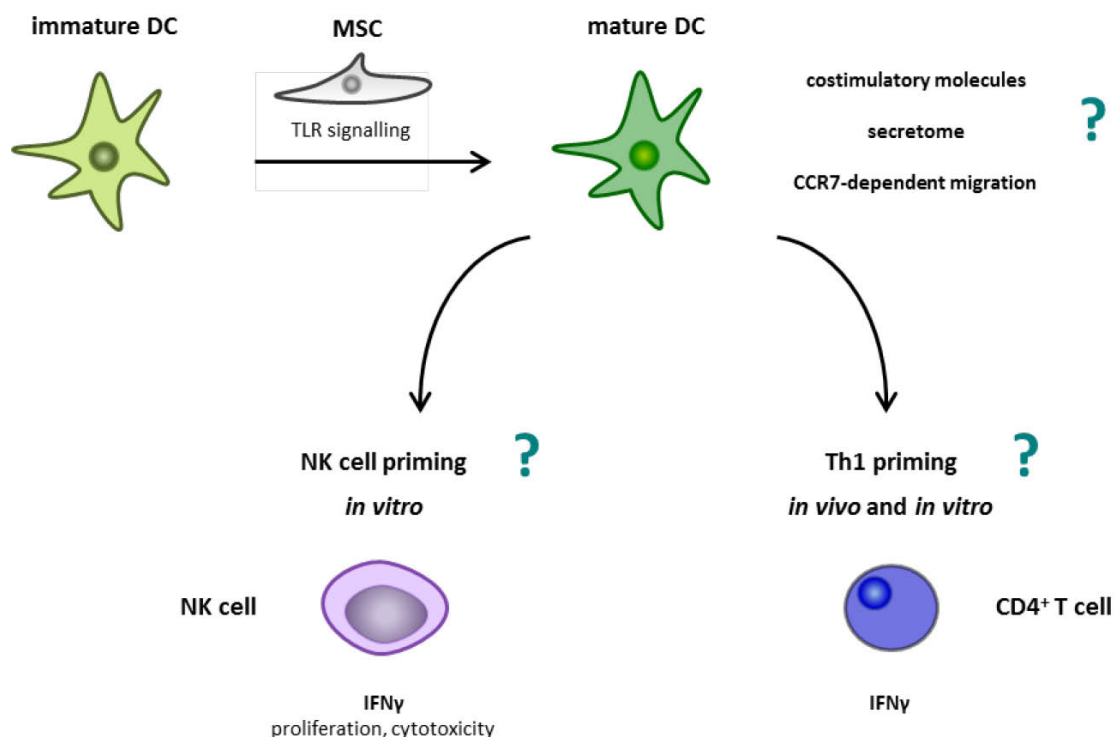 immature DC
MSC
mature DC
TLR signalling
costimulatory molecules
secretome
CCR7-dependent migration
?
NK cell priming
?
in vitro
Th1 priming
?
in vivo and in vitro
NK cell
CD4⁺ T cell
IFNγ
proliferation, cytotoxicity
IFNγ